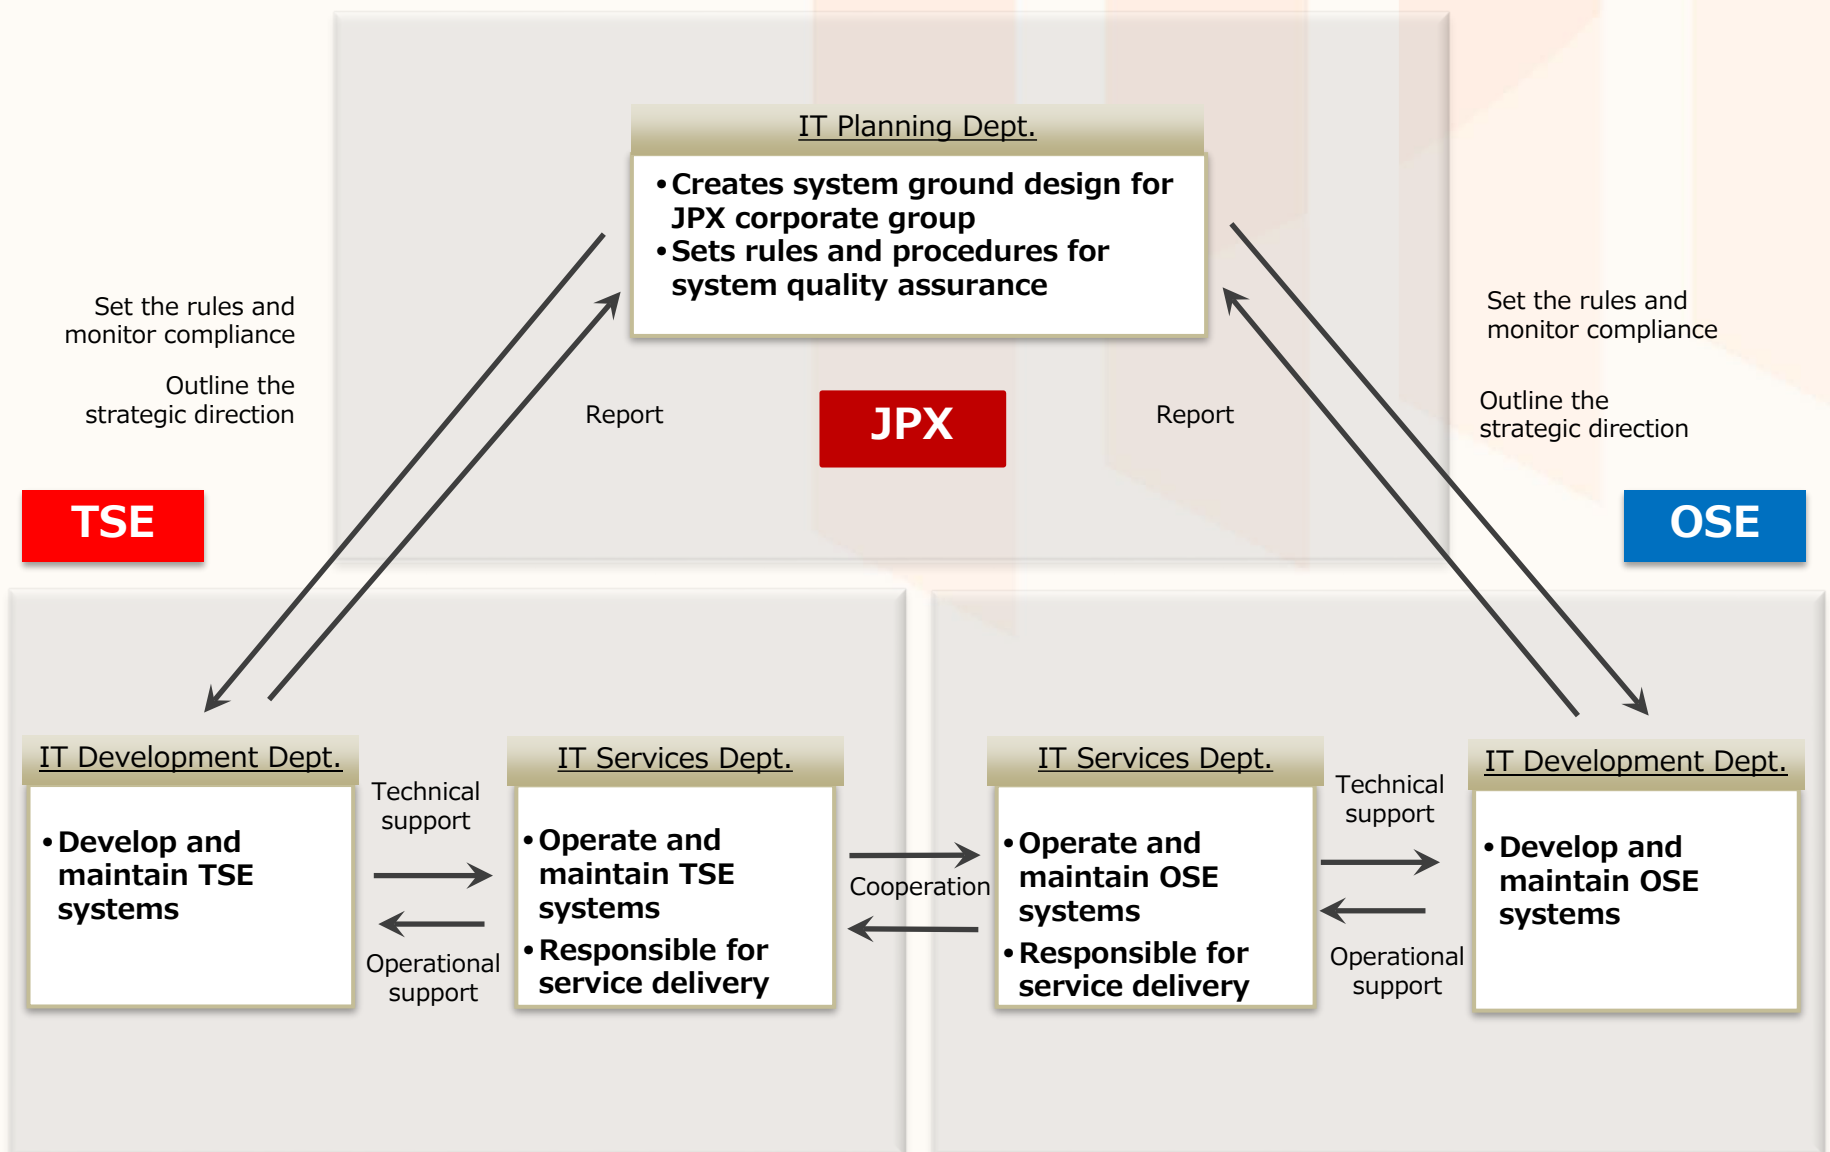 IT Planning Dept.
•Creates system ground design for
JPX corporate group
•Sets rules and procedures for
system quality assurance
Set the rules and
monitor compliance
Outline the
strategic direction
Report
JPX
Report
Set the rules and
monitor compliance
Outline the
strategic direction
TSE
OSE
IT Development Dept.
•Develop and
maintain TSE
systems
Technical
support
Operational
support
IT Services Dept.
•Operate and
maintain TSE
systems
•Responsible for
service delivery
Cooperation
IT Services Dept.
•Operate and
maintain OSE
systems
•Responsible for
service delivery
Technical
support
Operational
support
IT Development Dept.
•Develop and
maintain OSE
systems